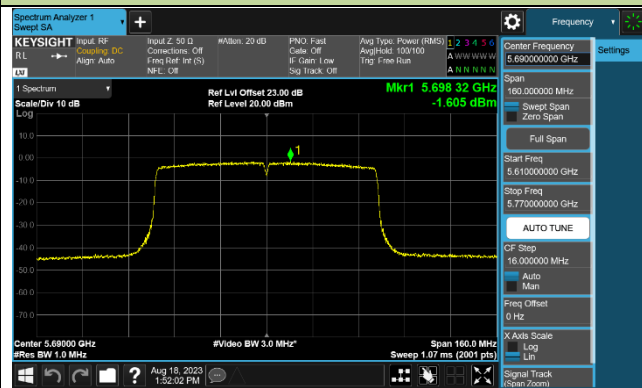 Spectrum Analyzer 1
Swept SA
Frequency
KEYSIGHT
RL
LXI
Input: RF
Coupling: DC
Align: Auto
Input Z: 50 Ω
Corrections: Off
Freq Ref: Int (S)
NFE: Off
#Atten: 20 dB
PNO: Fast
Gate: Off
IF Gain: Low
Sig Track: Off
Avg Type: Power (RMS)
Avg|Hold: 100/100
Trig: Free Run
1 2 3 4 5 6
A W W W W W
A N N N N N
1 Spectrum
Scale/Div 10 dB
Log
Ref Lvl Offset 23.00 dB
Ref Level 20.00 dBm
Mkr1 5.698 32 GHz
-1.605 dBm
10.0
0.00
-10.0
-20.0
-30.0
-40.0
-50.0
-60.0
-70.0
1
Center 5.69000 GHz
#Res BW 1.0 MHz
#Video BW 3.0 MHz*
Span 160.0 MHz
Sweep 1.07 ms (2001 pts)
Center Frequency
5.690000000 GHz
Settings
Span
160.000000 MHz
Swept Span
Zero Span
Full Span
Start Freq
5.610000000 GHz
Stop Freq
5.770000000 GHz
AUTO TUNE
CF Step
16.000000 MHz
Auto
Man
Freq Offset
0 Hz
X Axis Scale
Log
Lin
Signal Track
(Span Zoom)
?
Aug 18, 2023
1:52:02 PM